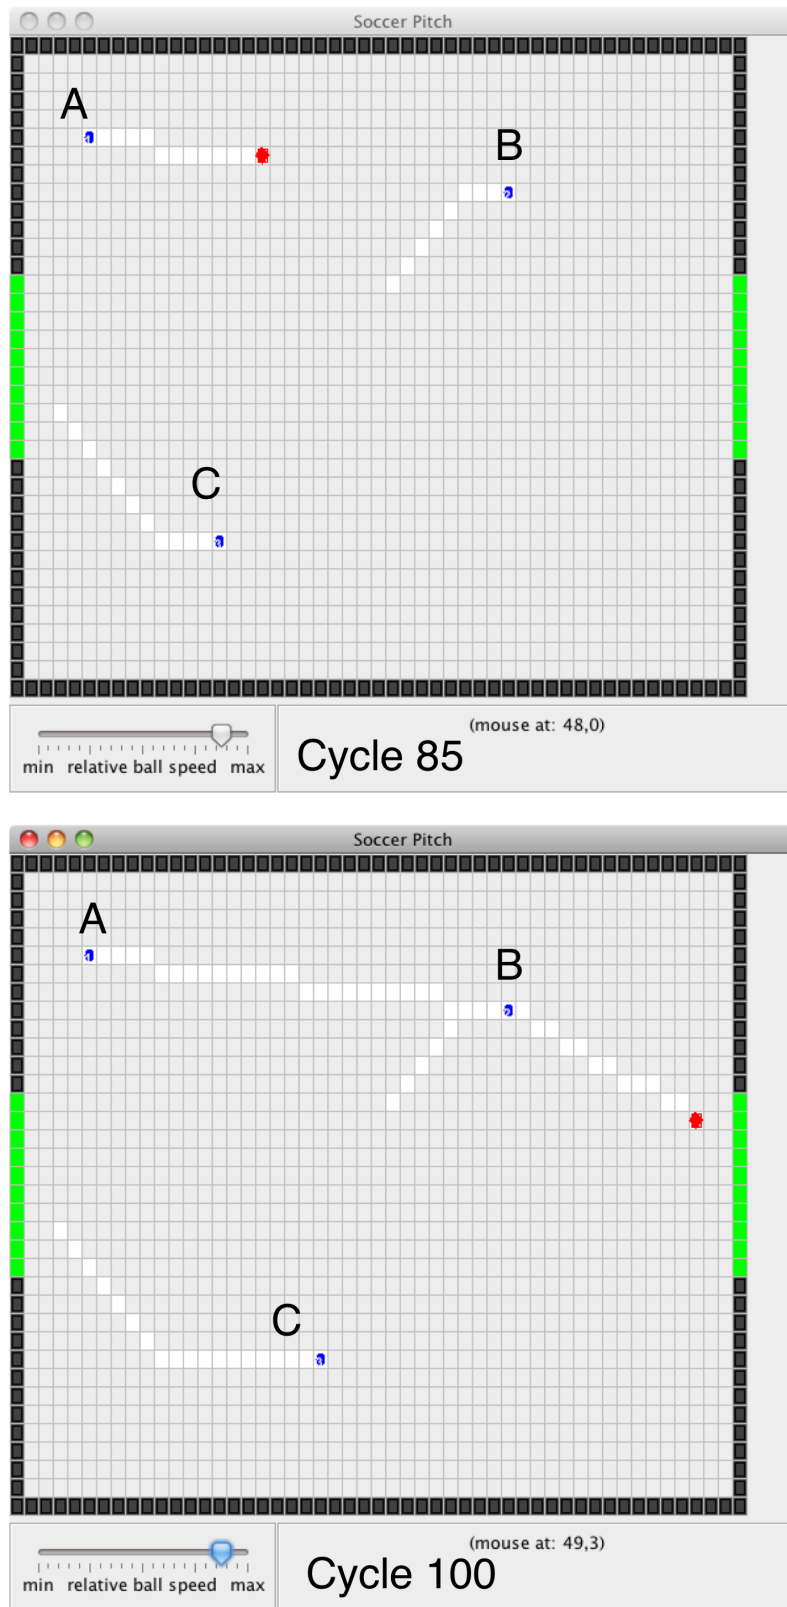 Soccer Pitch
A
B
C
(mouse at: 48,0)
min relative ball speed max
Cycle 85
Soccer Pitch
A
B
C
(mouse at: 49,3)
min relative ball speed max
Cycle 100